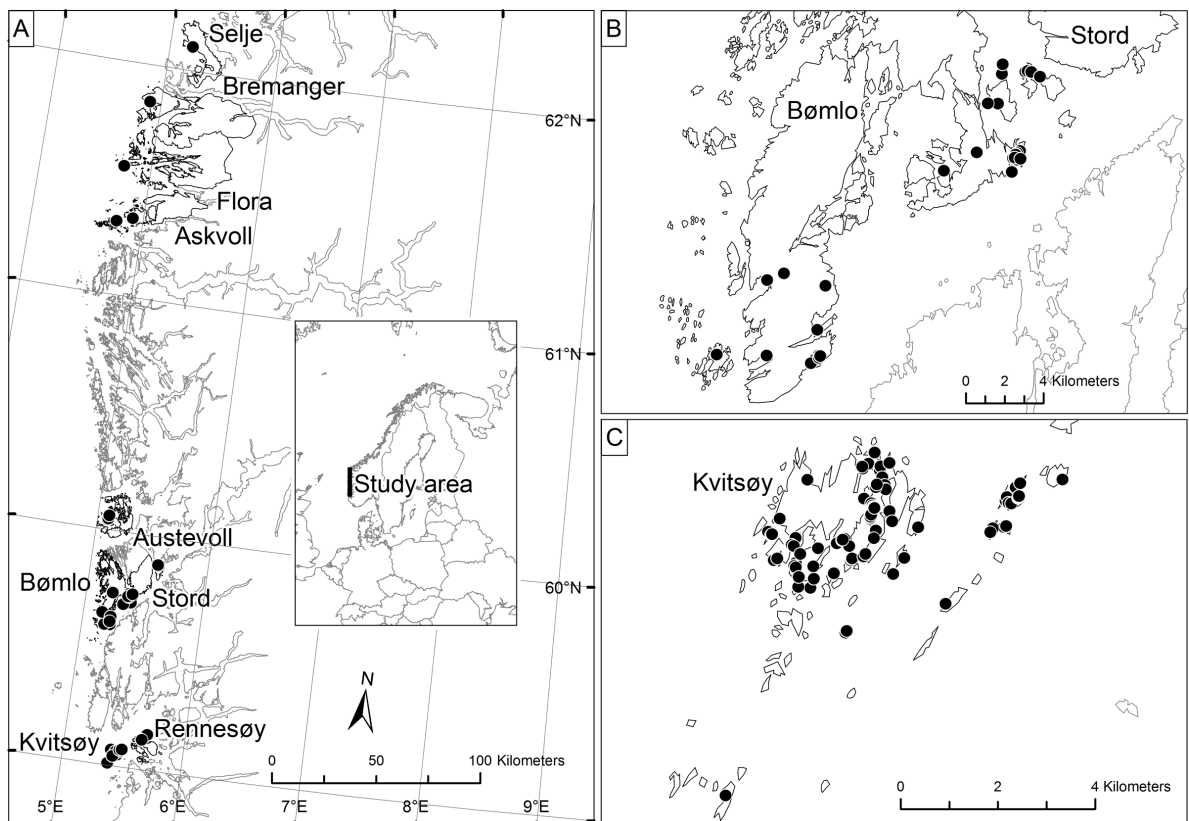 A
Selje
Bremanger
Flora
Askvoll
Study area
Austevoll
Bømlo
Stord
Rennesøy
Kvitsøy
N
0 50 100 Kilometers
5°E 6°E 7°E 8°E 9°E
62°N
61°N
60°N
B
Stord
Bømlo
0 2 4 Kilometers
C
Kvitsøy
0 2 4 Kilometers